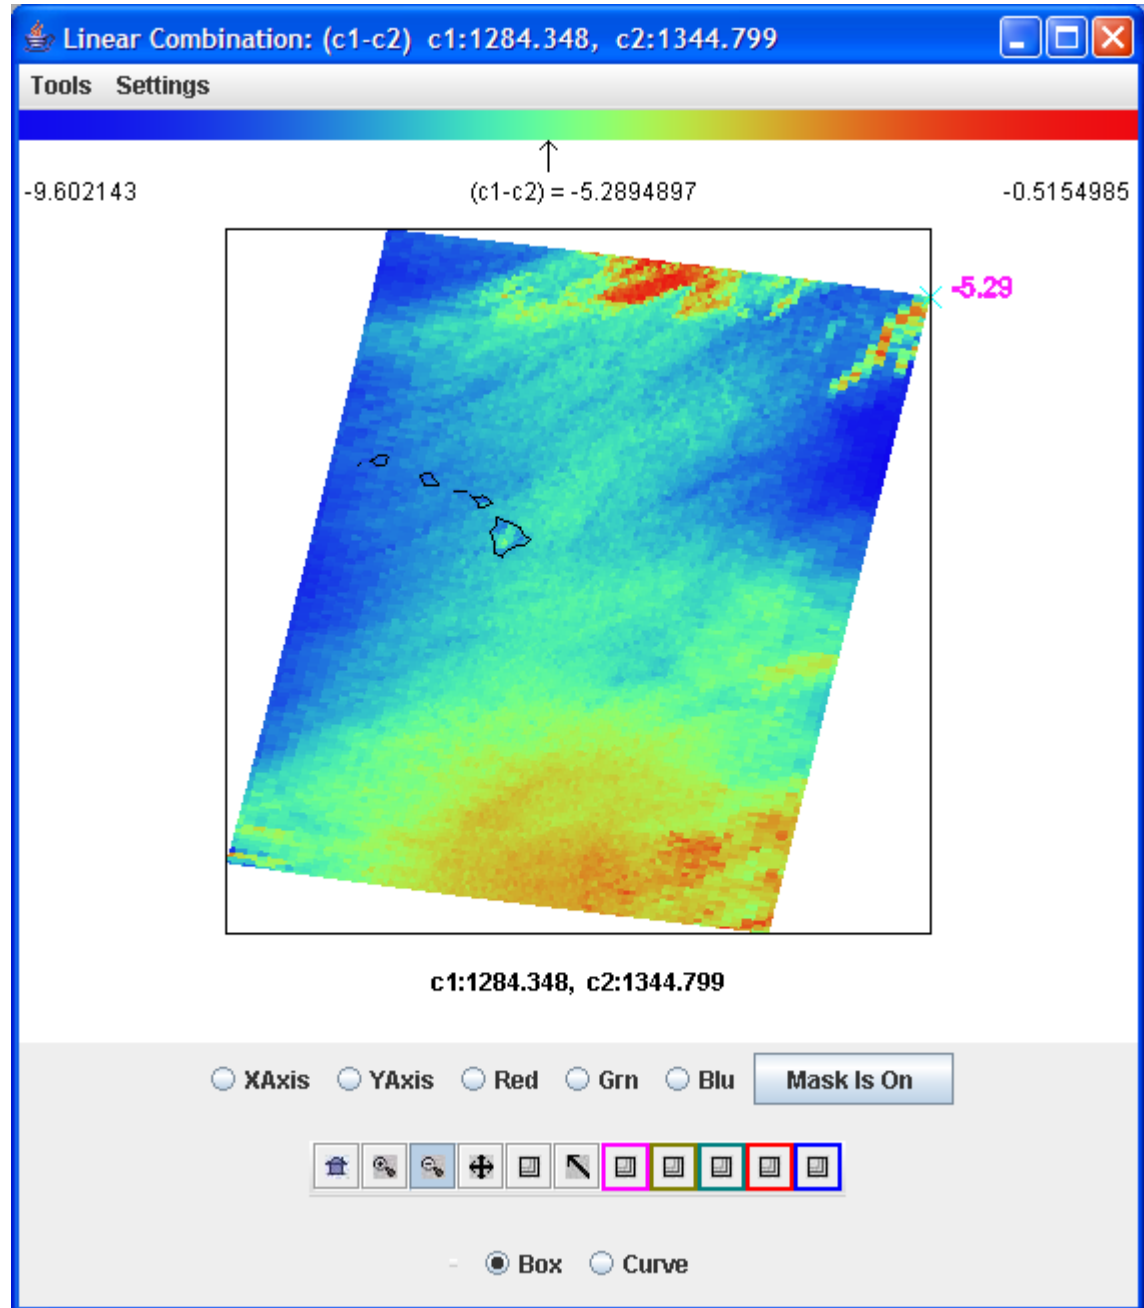 Linear Combination: (c1-c2) c1:1284.348, c2:1344.799
Tools Settings
-9.602143 (c1-c2) = -5.2894897 -0.5154985
-5.29
c1:1284.348, c2:1344.799
XAxis YAxis Red Grn Blu Mask Is On
Box Curve